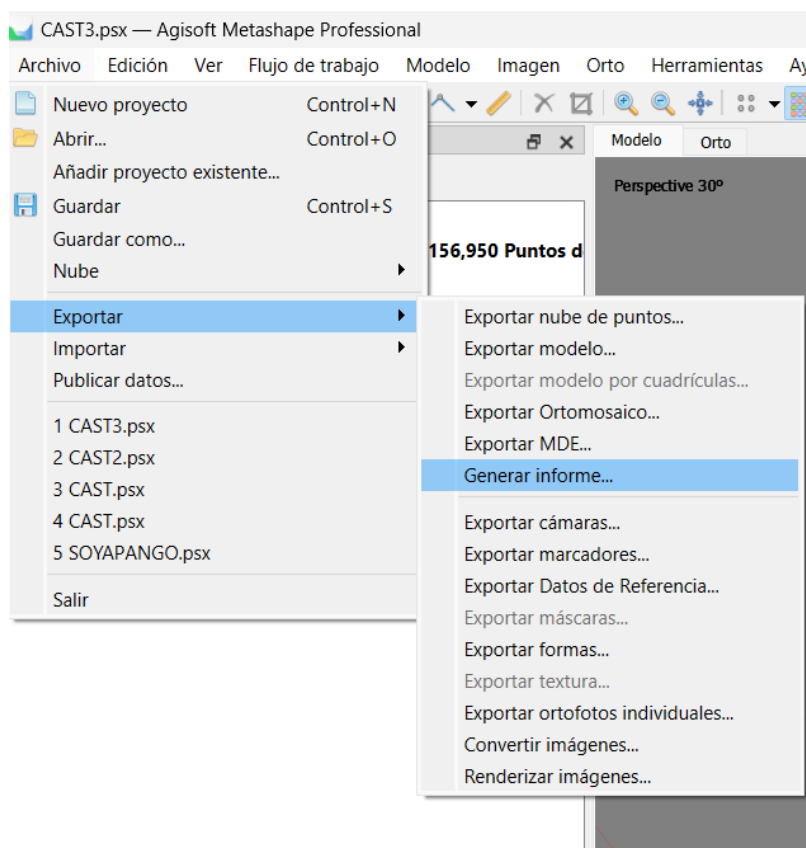 CAST3.psx — Agisoft Metashape Professional
Archivo Edición Ver Flujo de trabajo Modelo Imagen Orto Herramientas Ay
Nuevo proyecto Control+N
Abrir... Control+O
Añadir proyecto existente...
Guardar Control+S
Guardar como...
Nube
Exportar
Importar
Publicar datos...
1 CAST3.psx
2 CAST2.psx
3 CAST.psx
4 CAST.psx
5 SOYAPANGO.psx
Salir
Modelo Orto
Perspective 30º
156,950 Puntos d
Exportar nube de puntos...
Exportar modelo...
Exportar modelo por cuadrículas...
Exportar Ortomosaico...
Exportar MDE...
Generar informe...
Exportar cámaras...
Exportar marcadores...
Exportar Datos de Referencia...
Exportar máscaras...
Exportar formas...
Exportar textura...
Exportar ortofotos individuales...
Convertir imágenes...
Renderizar imágenes...